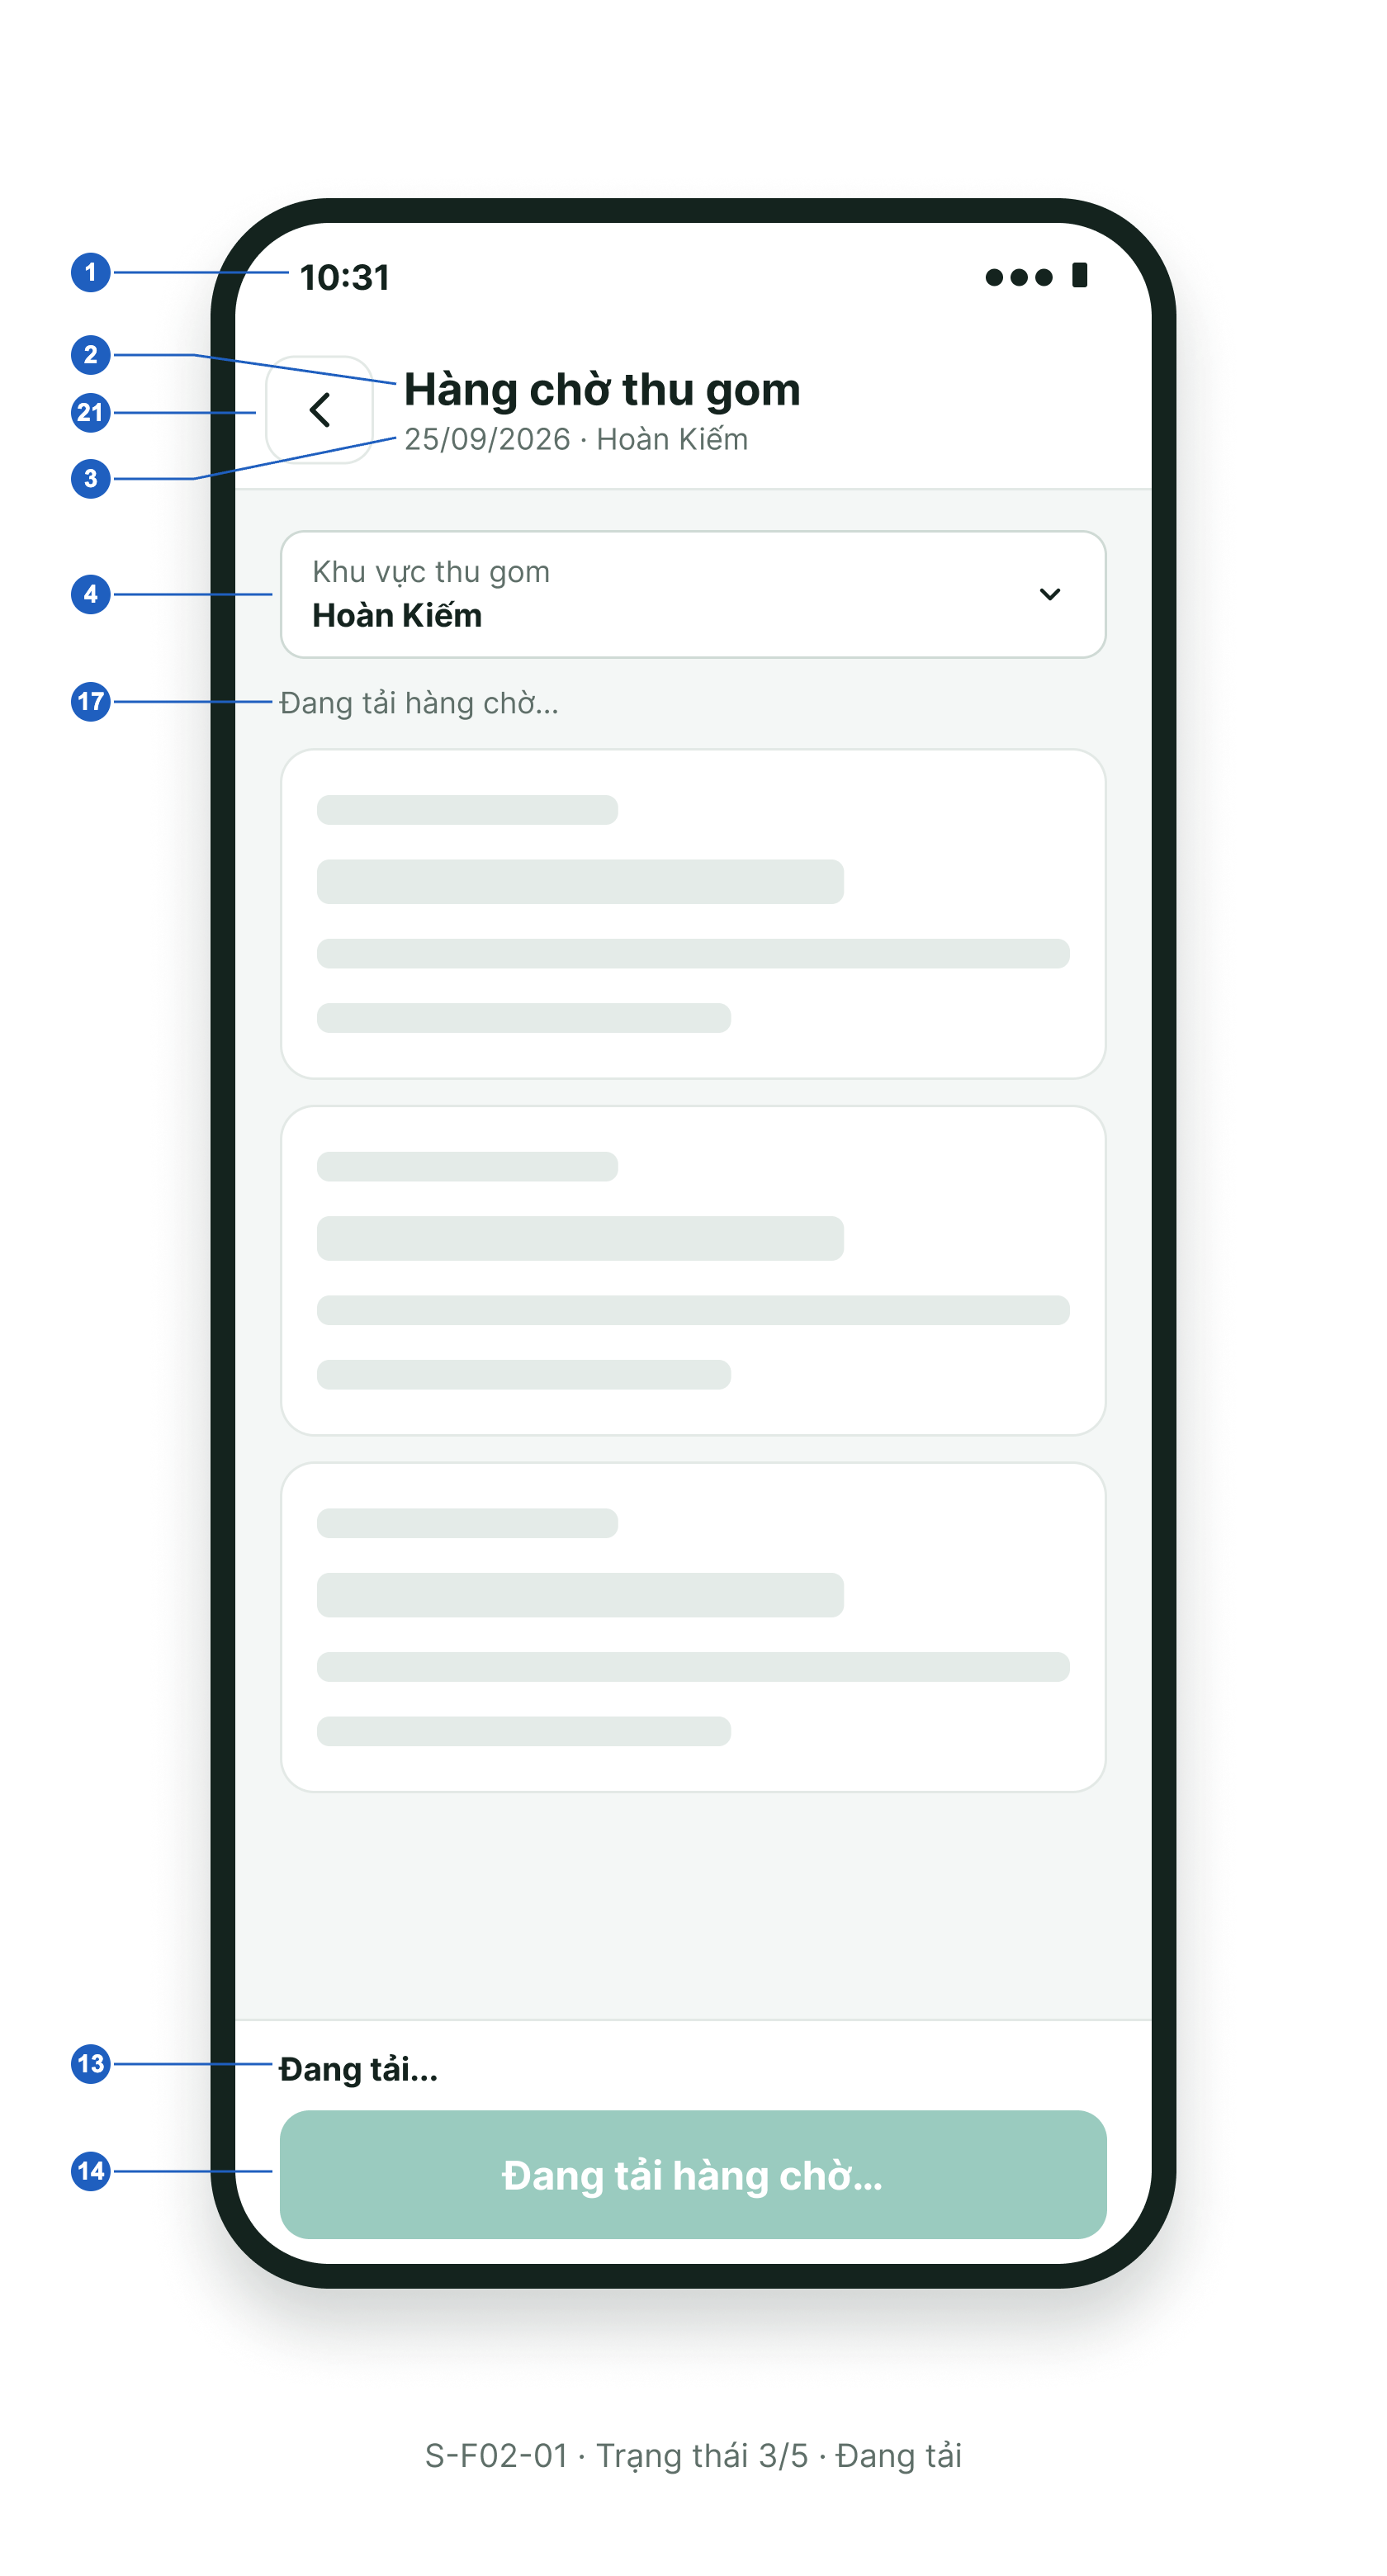 1
10:31
2
Hàng chờ thu gom
21
25/09/2026 · Hoàn Kiếm
3
Khu vực thu gom
4
Hoàn Kiếm
17
Đang tải hàng chờ...
13
Đang tải...
14
Đang tải hàng chờ...
S-F02-01 · Trạng thái 3/5 · Đang tải